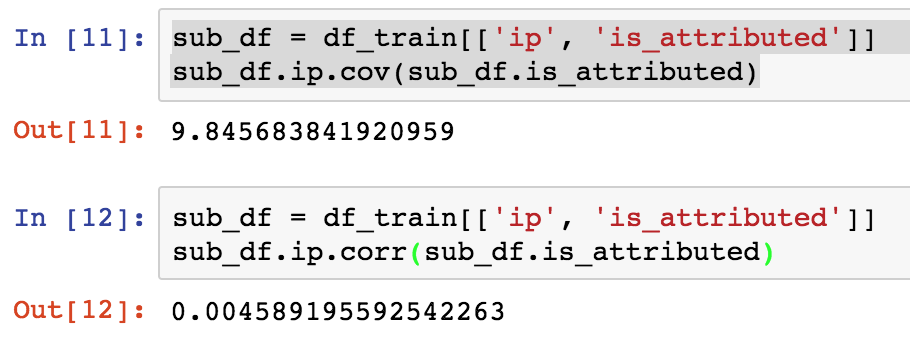 In [11]: sub_df = df_train[['ip', 'is_attributed']]
sub_df.ip.cov(sub_df.is_attributed)
Out[11]: 9.845683841920959
In [12]: sub_df = df_train[['ip', 'is_attributed']]
sub_df.ip.corr(sub_df.is_attributed)
Out[12]: 0.004589195592542263